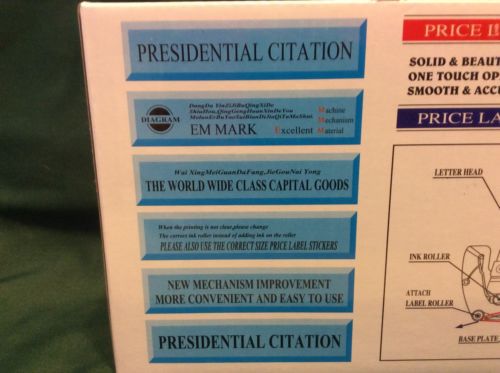 PRESIDENTIAL CITATION
DIAGRAM
DangDa YinZiJiBuQingXiDe
EM MARK
Machine
Mechanism
Excellent Material
Wai XingMeiGuanDaFang,JieGouNai Yong
THE WORLD WIDE CLASS CAPITAL GOODS
When the printing is not clear,please change
The correct ink roller instead of adding ink on the roller
PLEASE ALSO USE THE CORRECT SIZE PRICE LABEL STICKERS
NEW MECHANISM IMPROVEMENT
MORE CONVENIENT AND EASY TO USE
PRESIDENTIAL CITATION
PRICE
SOLID & BEAUT
ONE TOUCH OP
SMOOTH & ACCU
PRICE LA
LETTER HEAD
INK ROLLER
ATTACH
LABEL ROLLER
BASE PLATE